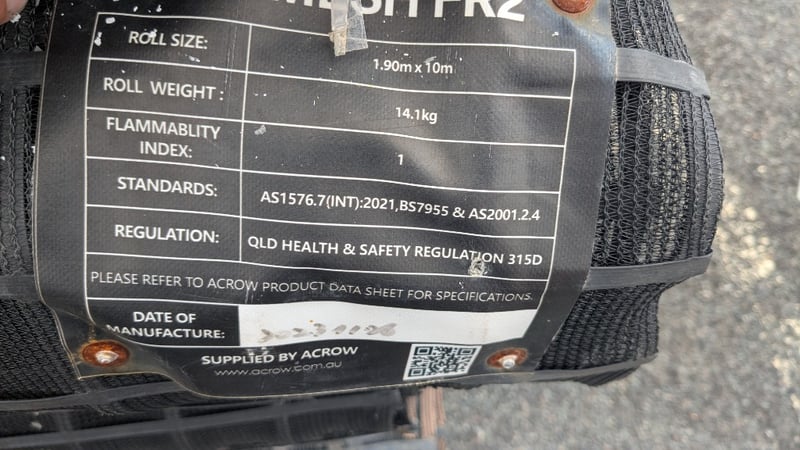 ROLL SIZE: 1.90m x 10m
ROLL WEIGHT : 14.1kg
FLAMMABLITY
INDEX: 1
STANDARDS: AS1576.7(INT):2021,BS7955 & AS2001.2.4
REGULATION: QLD HEALTH & SAFETY REGULATION 315D
PLEASE REFER TO ACROW PRODUCT DATA SHEET FOR SPECIFICATIONS.
DATE OF
MANUFACTURE:
SUPPLIED BY ACROW
www.acrow.com.au